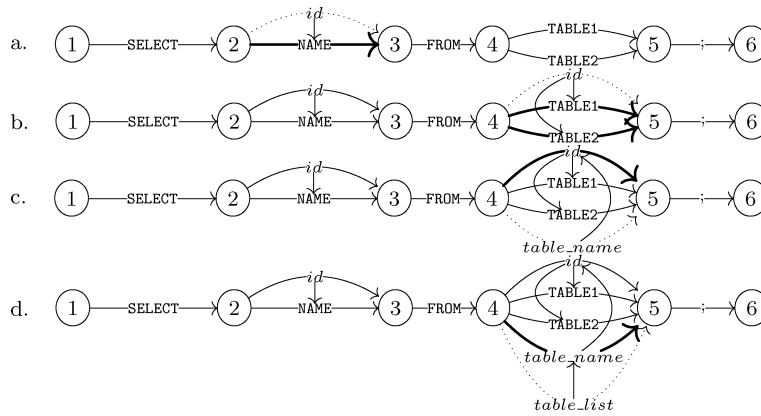 id
a. 1 SELECT 2 NAME 3 FROM 4 TABLE1 5 ; 6
TABLE2
id
id
b. 1 SELECT 2 NAME 3 FROM 4 TABLE1 5 ; 6
TABLE2
id
id
c. 1 SELECT 2 NAME 3 FROM 4 TABLE1 5 ; 6
TABLE2
table_name
id
id
d. 1 SELECT 2 NAME 3 FROM 4 TABLE1 5 ; 6
TABLE2
table_name
table_list